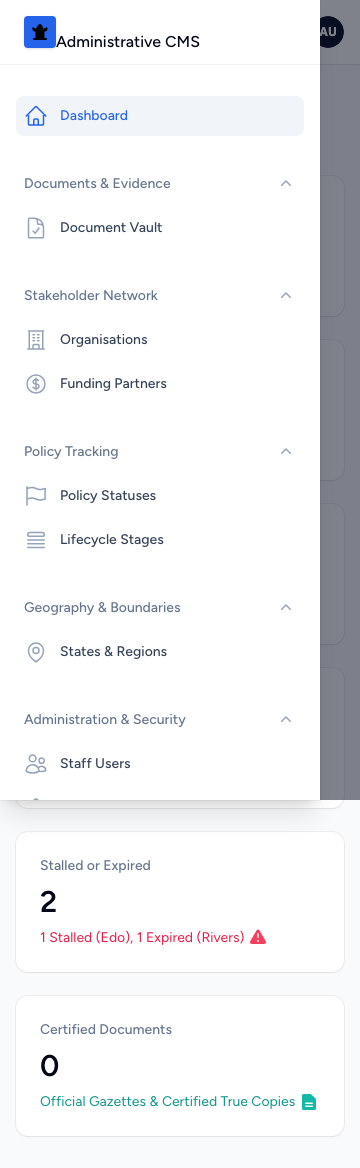 Administrative CMS
AU
Dashboard
Documents & Evidence
Document Vault
Stakeholder Network
Organisations
Funding Partners
Policy Tracking
Policy Statuses
Lifecycle Stages
Geography & Boundaries
States & Regions
Administration & Security
Staff Users
Stalled or Expired
2
1 Stalled (Edo), 1 Expired (Rivers)
Certified Documents
0
Official Gazettes & Certified True Copies